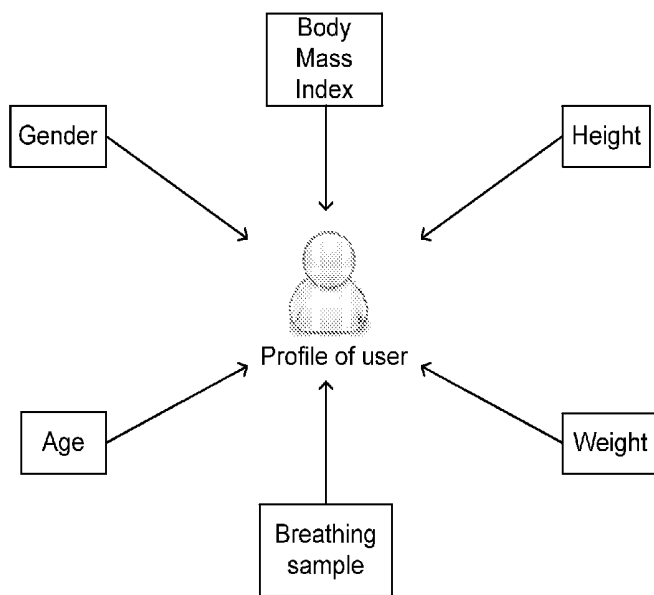 Body
Mass
Index
Gender
Height
Profile of user
Age
Weight
Breathing
sample